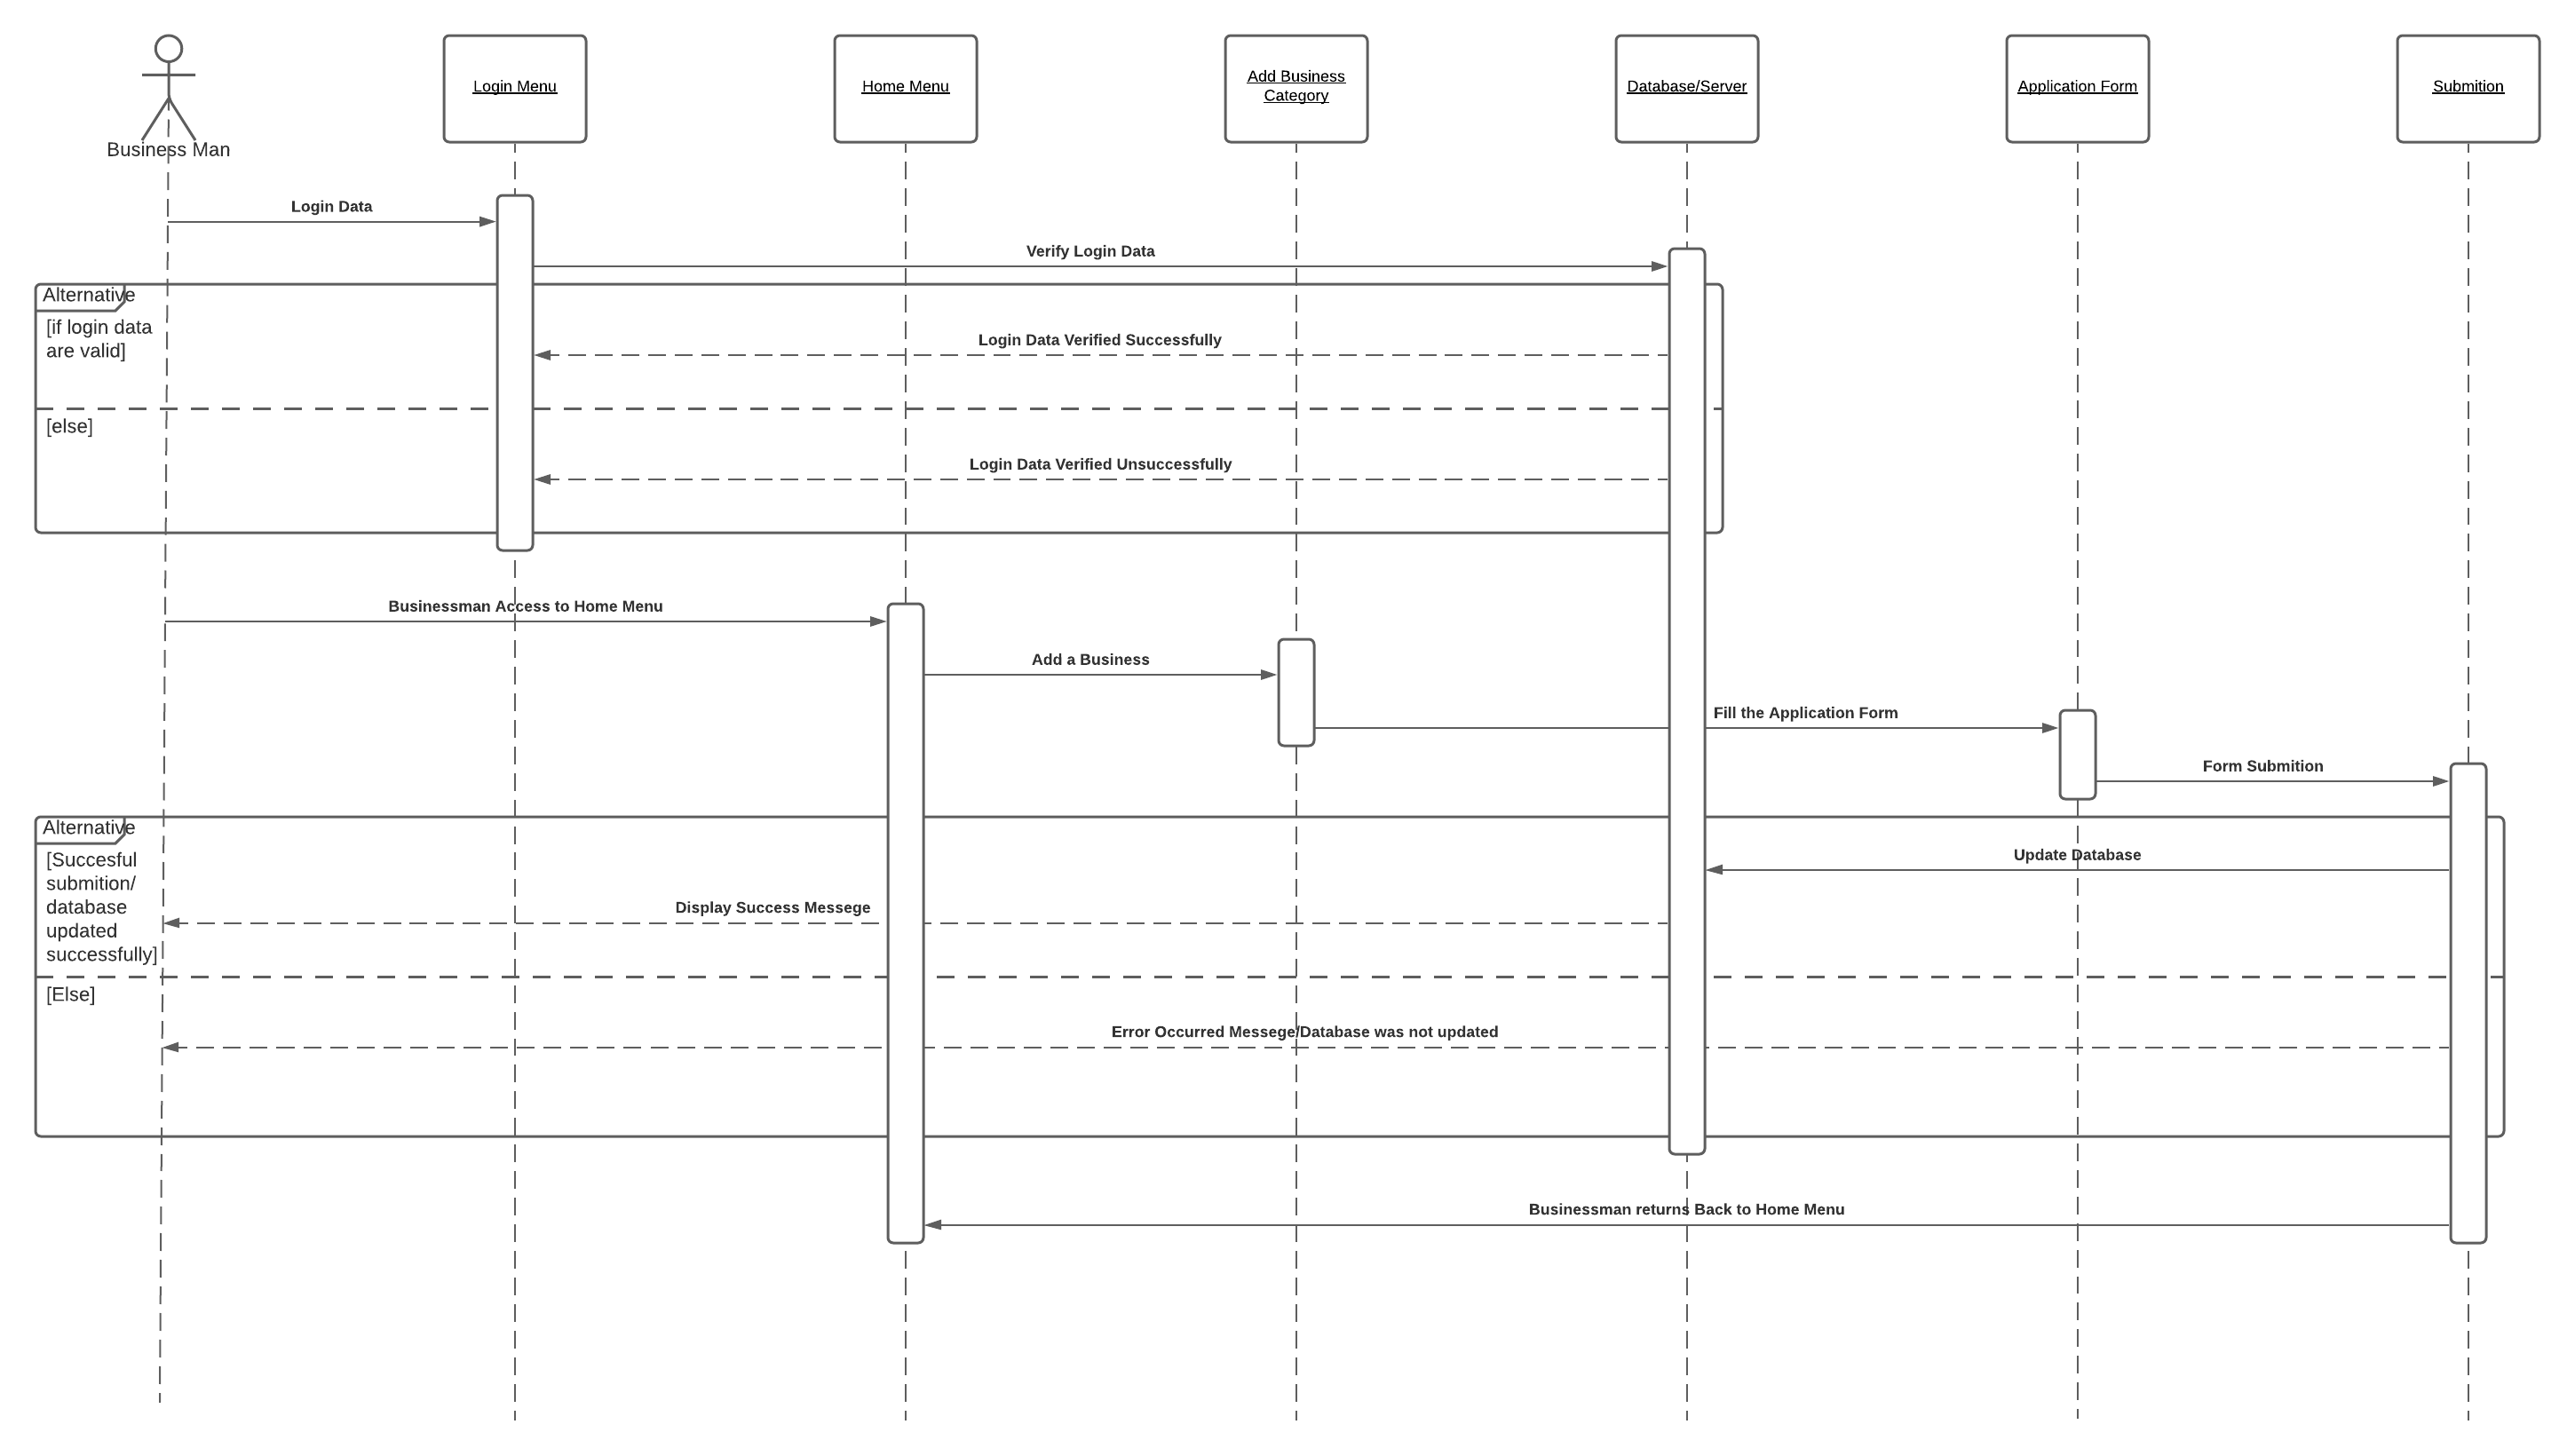 Business Man
Login Menu
Home Menu
Add Business
Category
Database/Server
Application Form
Submition
Login Data
Verify Login Data
Alternative
[if login data
are valid]
Login Data Verified Successfully
[else]
Login Data Verified Unsuccessfully
Businessman Access to Home Menu
Add a Business
Fill the Application Form
Form Submition
Alternative
[Succesful
submition/
database
updated
successfully]
Update Database
Display Success Messege
[Else]
Error Occurred Messege/Database was not updated
Businessman returns Back to Home Menu